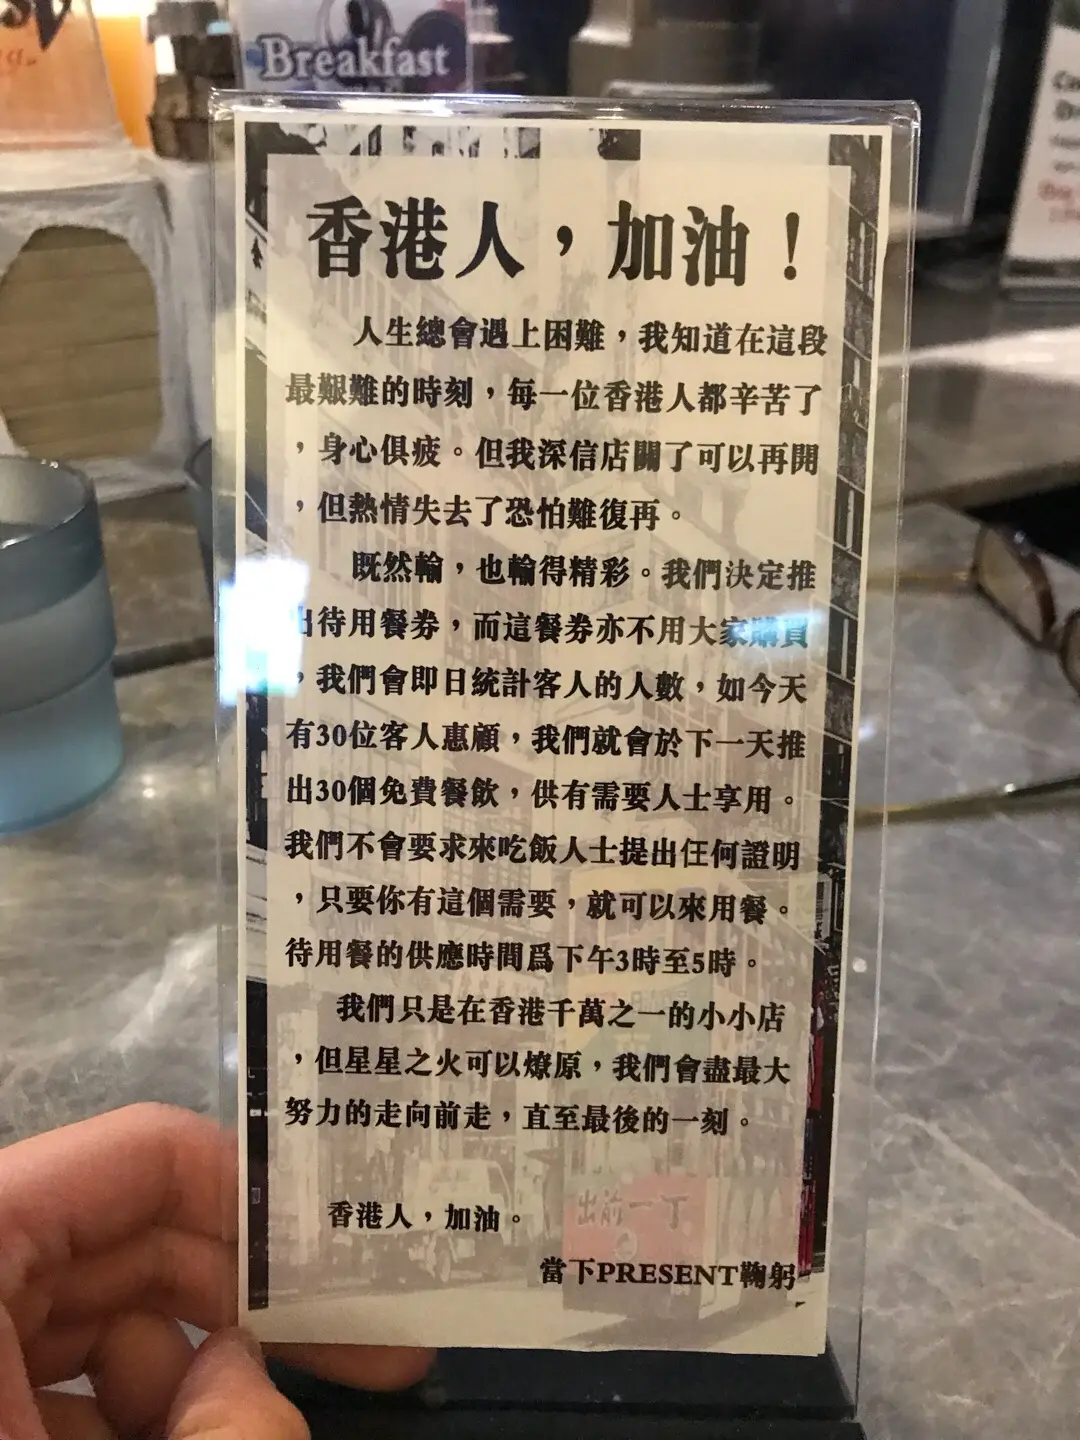 Breakfast
香港人，加油！
人生總會遇上困難，我知道在這段
最艱難的時刻，每一位香港人都辛苦了
，身心俱疲。但我深信店關了可以再開
，但熱情失去了恐怕難復再。
既然輸，也輸得精彩。我們決定推
出待用餐券，而這餐券亦不用大家購買
，我們會即日統計客人的人數，如今天
有30位客人惠顧，我們就會於下一天推
出30個免費餐飲，供有需要人士享用。
我們不會要求來吃飯人士提出任何證明
，只要你有這個需要，就可以來用餐。
待用餐的供應時間爲下午3時至5時。
我們只是在香港千萬之一的小小店
，但星星之火可以燎原，我們會盡最大
努力的走向前走，直至最後的一刻。
出前一丁
香港人，加油。
當下PRESENT鞠躬